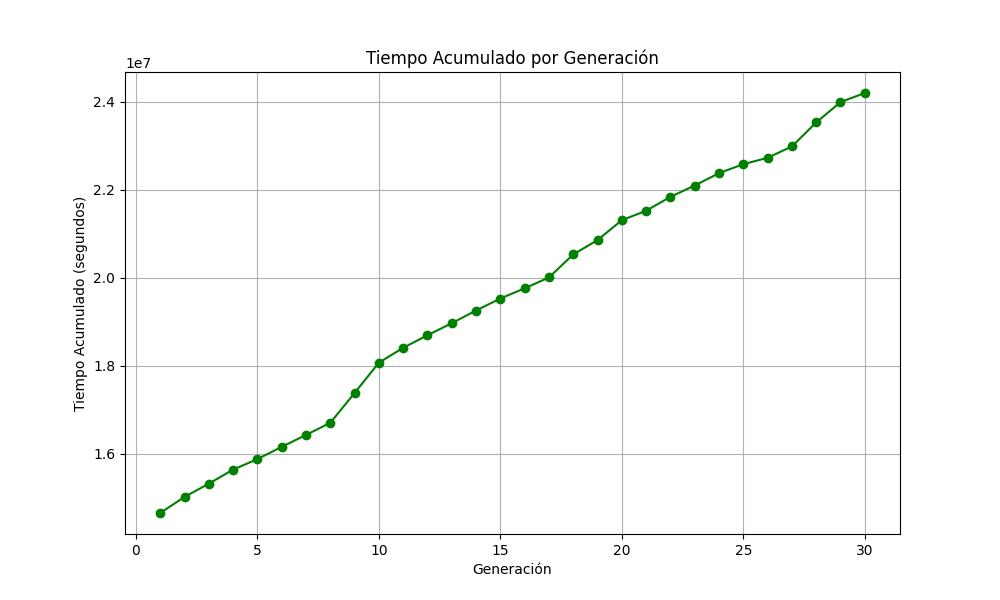 Tiempo Acumulado por Generación
1e7
2.4
2.2
2.0
1.8
1.6
Tiempo Acumulado (segundos)
0 5 10 15 20 25 30
Generación